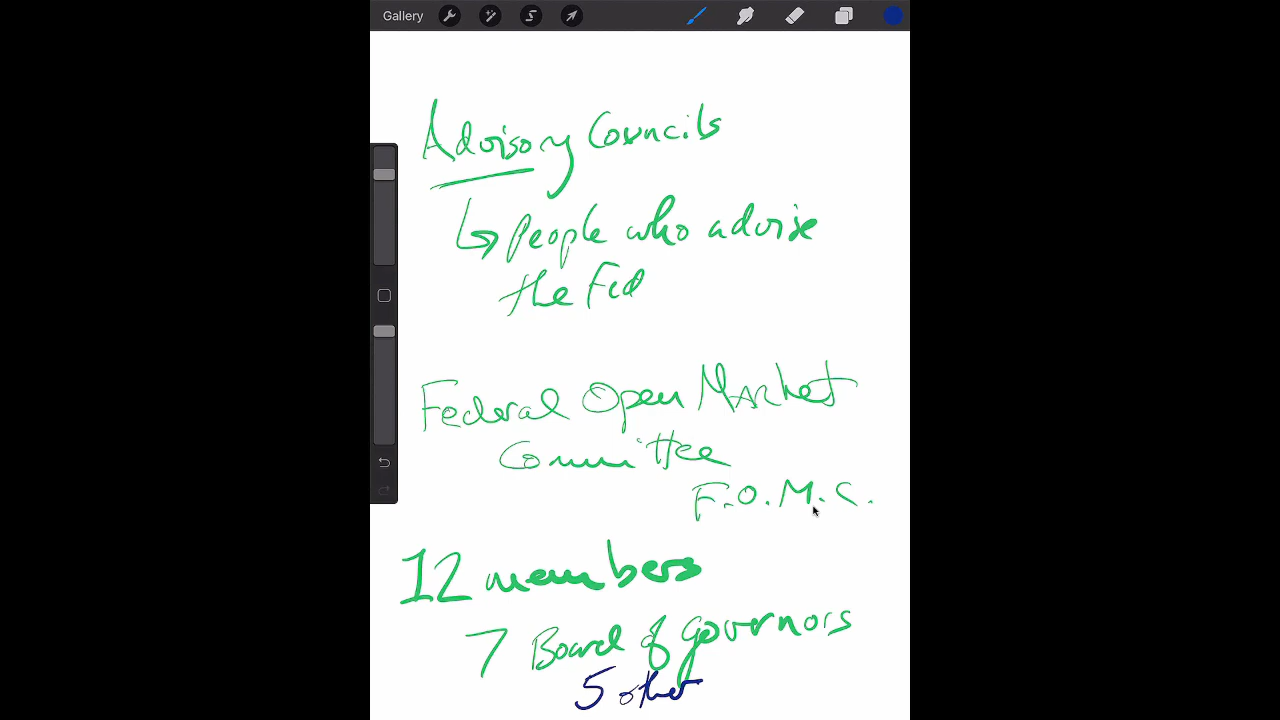 Gallery
Advisory Councils
↳ people who advise
the Fed
Federal Open Market
Committee
F.O.M.C.
12 members
7 Board of governors
5 other